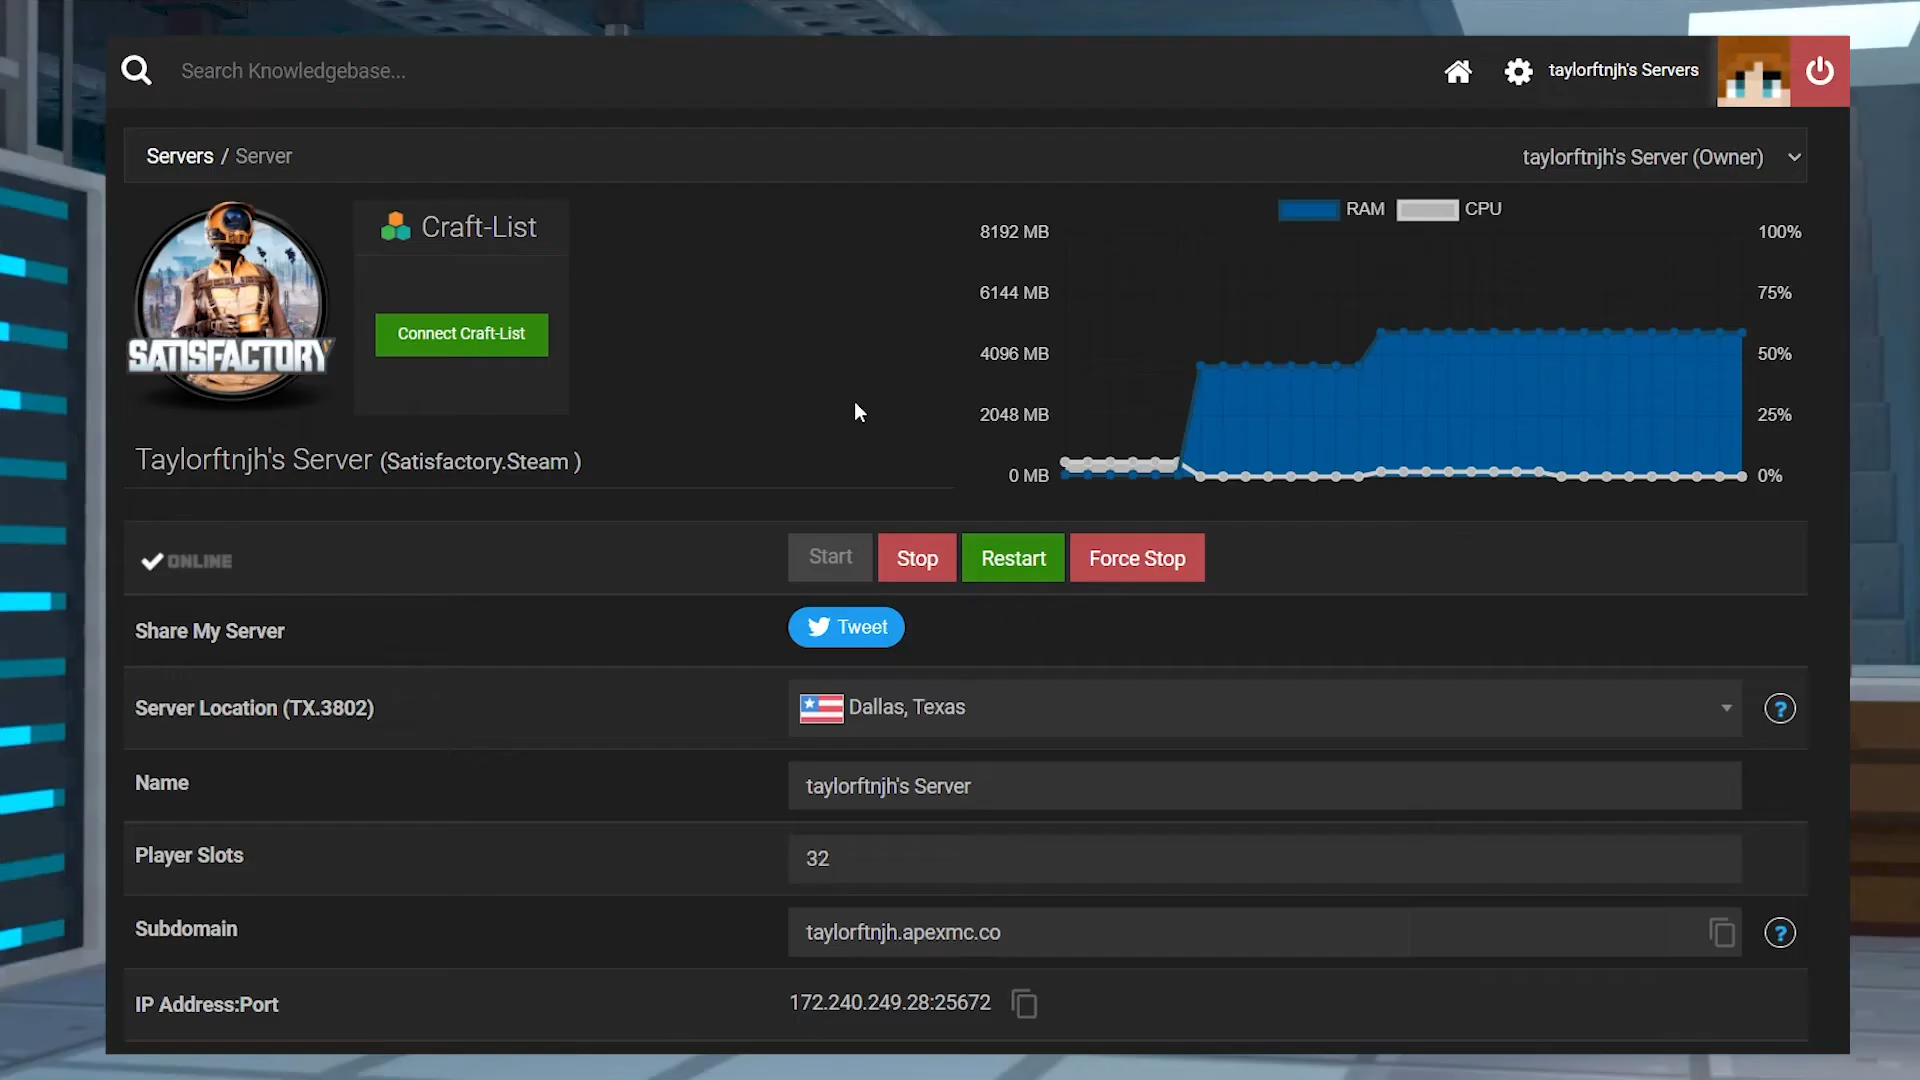 Search Knowledgebase...
taylorftnjh's Servers
Servers / Server
taylorftnjh's Server (Owner)
SATISFACTORY
Craft-List
Connect Craft-List
RAM
CPU
8192 MB
100%
6144 MB
75%
4096 MB
50%
2048 MB
25%
0 MB
0%
Taylorftnjh's Server (Satisfactory.Steam )
ONLINE
Start
Stop
Restart
Force Stop
Share My Server
Tweet
Server Location (TX.3802)
Dallas, Texas
?
Name
taylorftnjh's Server
Player Slots
32
Subdomain
taylorftnjh.apexmc.co
?
IP Address:Port
172.240.249.28:25672